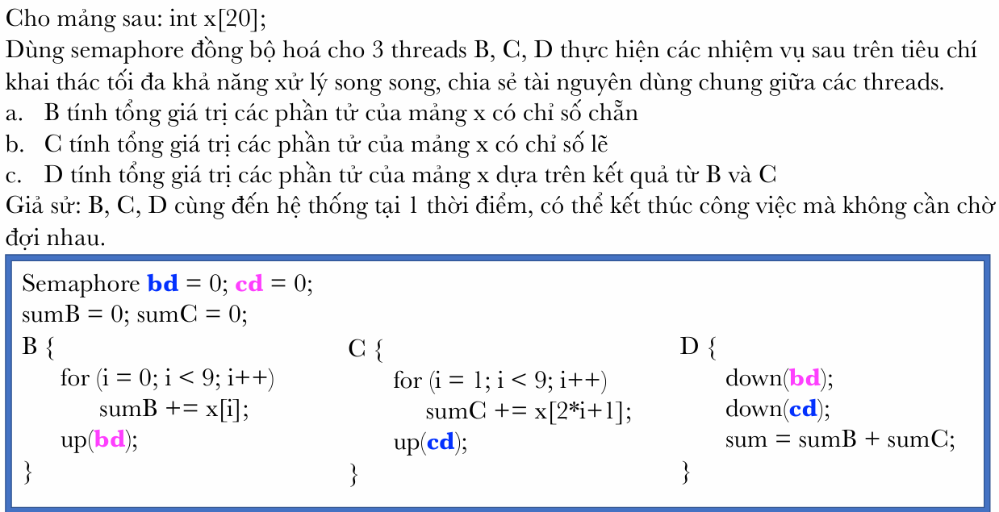 Cho mảng sau: int x[20];
Dùng semaphore đồng bộ hoá cho 3 threads B, C, D thực hiện các nhiệm vụ sau trên tiêu chí
khai thác tối đa khả năng xử lý song song, chia sẻ tài nguyên dùng chung giữa các threads.
a. B tính tổng giá trị các phần tử của mảng x có chỉ số chẵn
b. C tính tổng giá trị các phần tử của mảng x có chỉ số lẽ
c. D tính tổng giá trị các phần tử của mảng x dựa trên kết quả từ B và C
Giả sử: B, C, D cùng đến hệ thống tại 1 thời điểm, có thể kết thúc công việc mà không cần chờ
đợi nhau.
Semaphore bd = 0; cd = 0;
sumB = 0; sumC = 0;
B {
for (i = 0; i < 9; i++)
sumB += x[i];
up(bd);
}
C {
for (i = 1; i < 9; i++)
sumC += x[2*i+1];
up(cd);
}
D {
down(bd);
down(cd);
sum = sumB + sumC;
}